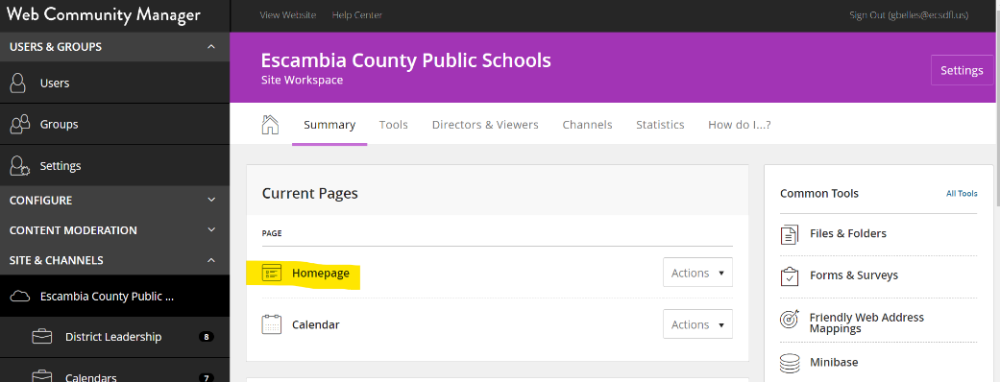 Web Community Manager
View Website
Help Center
Sign Out (gbelles@ecsdfl.us)
USERS & GROUPS
Users
Groups
Settings
CONFIGURE
CONTENT MODERATION
SITE & CHANNELS
Escambia County Public ...
District Leadership
8
Calendars
7
Escambia County Public Schools
Site Workspace
Settings
Summary
Tools
Directors & Viewers
Channels
Statistics
How do I...?
Current Pages
PAGE
Homepage
Actions
Calendar
Actions
Common Tools
All Tools
Files & Folders
Forms & Surveys
Friendly Web Address
Mappings
Minibase